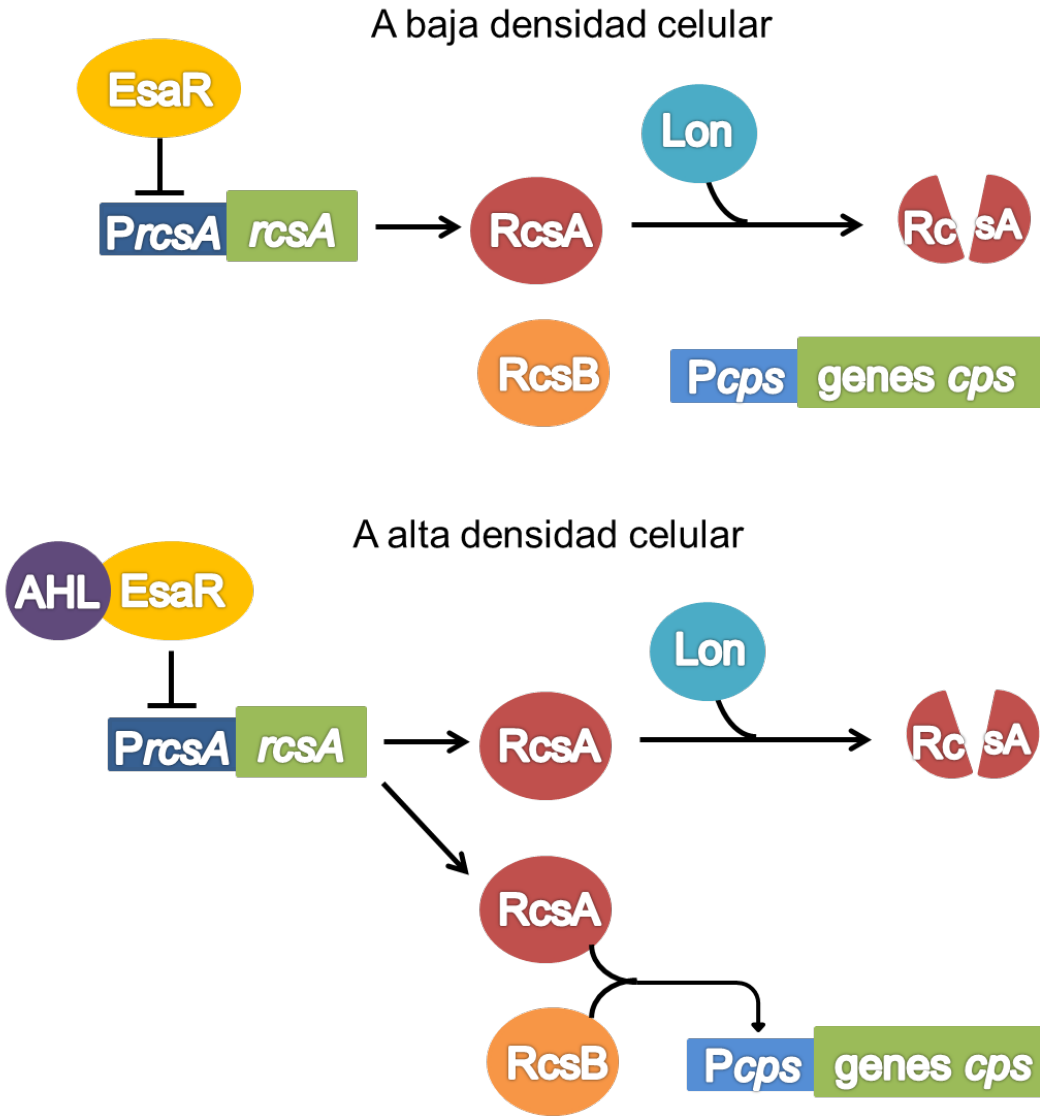 A baja densidad celular
EsaR
Lon
PrcsA rcsA
RcsA
Rc sA
RcsB
Pcps genes cps
A alta densidad celular
AHL EsaR
Lon
PrcsA rcsA
RcsA
Rc sA
RcsA
RcsB
Pcps genes cps